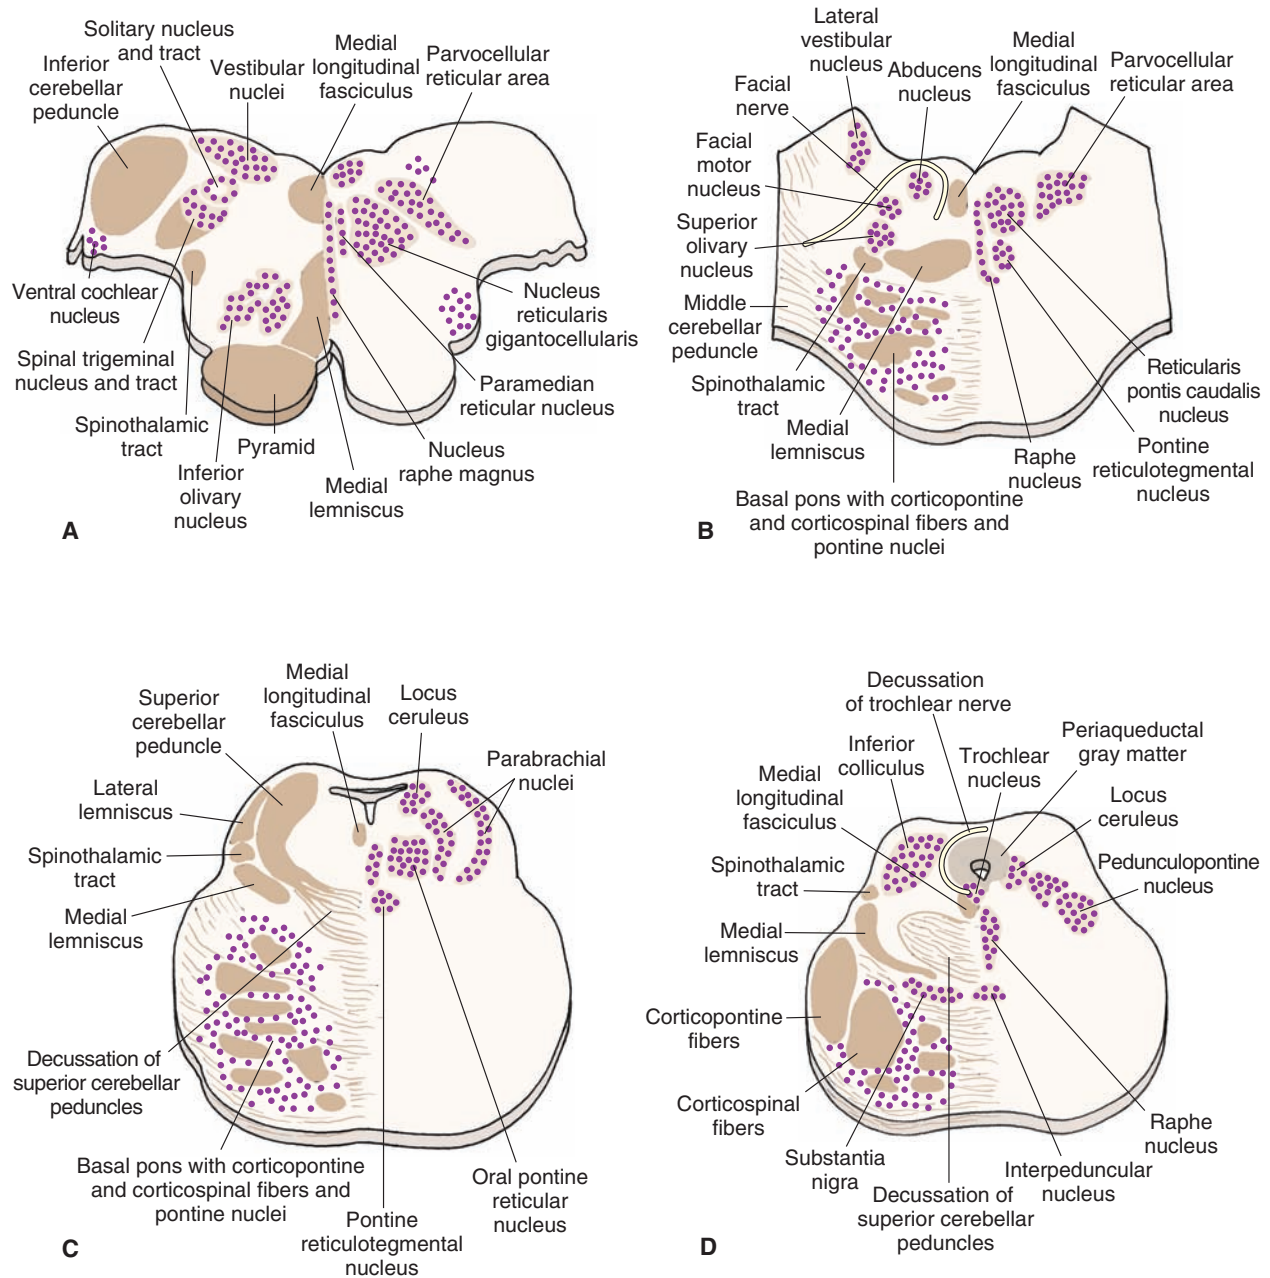 Solitary nucleus
and tract
Inferior
cerebellar
peduncle
Vestibular
nuclei
Medial
longitudinal
fasciculus
Parvocellular
reticular area
Ventral cochlear
nucleus
Spinal trigeminal
nucleus and tract
Spinothalamic
tract
Inferior
olivary
nucleus
Pyramid
Medial
lemniscus
Nucleus
raphe magnus
Paramedian
reticular nucleus
Nucleus
reticularis
gigantocellularis
A
Lateral
vestibular
nucleus
Facial
nerve
Abducens
nucleus
Medial
longitudinal
fasciculus
Parvocellular
reticular area
Facial
motor
nucleus
Superior
olivary
nucleus
Middle
cerebellar
peduncle
Spinothalamic
tract
Medial
lemniscus
Basal pons with corticopontine
and corticospinal fibers and
pontine nuclei
Raphe
nucleus
Pontine
reticulotegmental
nucleus
Reticularis
pontis caudalis
nucleus
B
Superior
cerebellar
peduncle
Medial
longitudinal
fasciculus
Locus
ceruleus
Parabrachial
nuclei
Lateral
lemniscus
Spinothalamic
tract
Medial
lemniscus
Decussation of
superior cerebellar
peduncles
Basal pons with corticopontine
and corticospinal fibers and
pontine nuclei
Pontine
reticulotegmental
nucleus
Oral pontine
reticular
nucleus
C
Decussation
of trochlear nerve
Inferior
colliculus
Trochlear
nucleus
Periaqueductal
gray matter
Medial
longitudinal
fasciculus
Locus
ceruleus
Spinothalamic
tract
Pedunculopontine
nucleus
Medial
lemniscus
Corticopontine
fibers
Corticospinal
fibers
Substantia
nigra
Decussation of
superior cerebellar
peduncles
Interpeduncular
nucleus
Raphe
nucleus
D